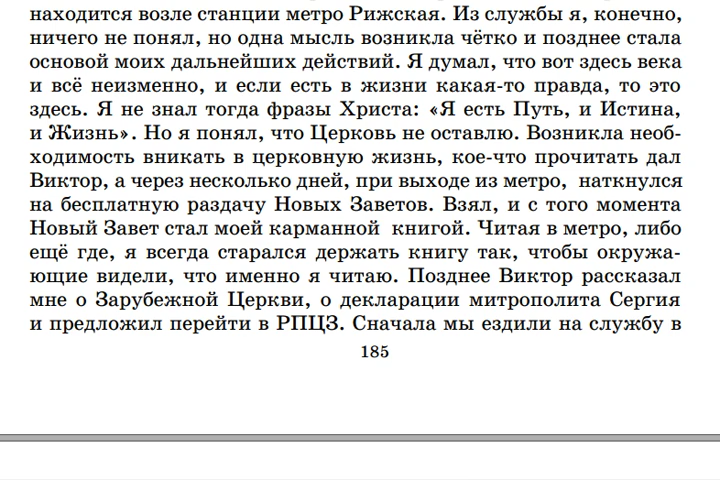 находится возле станции метро Рижская. Из службы я, конечно,
ничего не понял, но одна мысль возникла чётко и позднее стала
основой моих дальнейших действий. Я думал, что вот здесь века
и всё неизменно, и если есть в жизни какая-то правда, то это
здесь. Я не знал тогда фразы Христа: «Я есть Путь, и Истина,
и Жизнь». Но я понял, что Церковь не оставлю. Возникла необ-
ходимость вникать в церковную жизнь, кое-что прочитать дал
Виктор, а через несколько дней, при выходе из метро, наткнулся
на бесплатную раздачу Новых Заветов. Взял, и с того момента
Новый Завет стал моей карманной книгой. Читая в метро, либо
ещё где, я всегда старался держать книгу так, чтобы окружа-
ющие видели, что именно я читаю. Позднее Виктор рассказал
мне о Зарубежной Церкви, о декларации митрополита Сергия
и предложил перейти в РПЦЗ. Сначала мы ездили на службу в
185